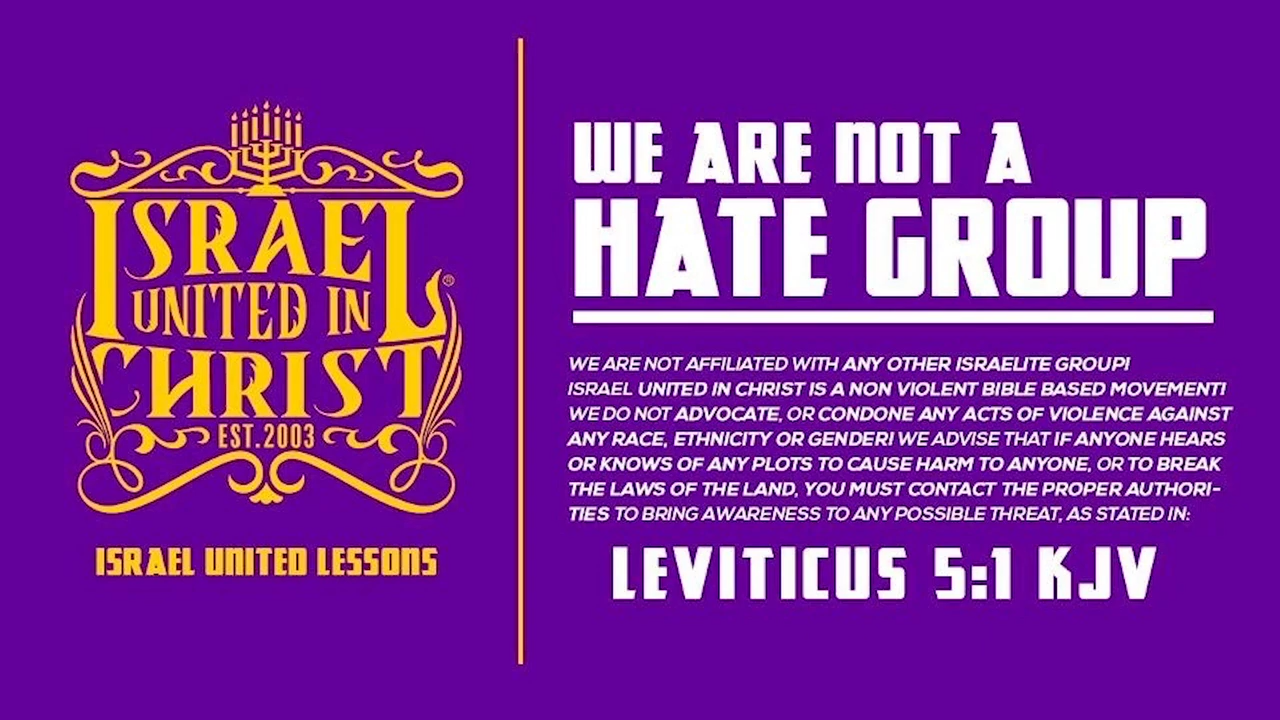 ISRAEL
UNITED IN
CHRIST
EST.2003
ISRAEL UNITED LESSONS
WE ARE NOT A
HATE GROUP
WE ARE NOT AFFILIATED WITH ANY OTHER ISRAELITE GROUP!
ISRAEL UNITED IN CHRIST IS A NON VIOLENT BIBLE BASED MOVEMENT!
WE DO NOT ADVOCATE, OR CONDONE ANY ACTS OF VIOLENCE AGAINST
ANY RACE, ETHNICITY OR GENDER! WE ADVISE THAT IF ANYONE HEARS
OR KNOWS OF ANY PLOTS TO CAUSE HARM TO ANYONE, OR TO BREAK
THE LAWS OF THE LAND, YOU MUST CONTACT THE PROPER AUTHORI-
TIES TO BRING AWARENESS TO ANY POSSIBLE THREAT, AS STATED IN:
LEVITICUS 5:1 KJV